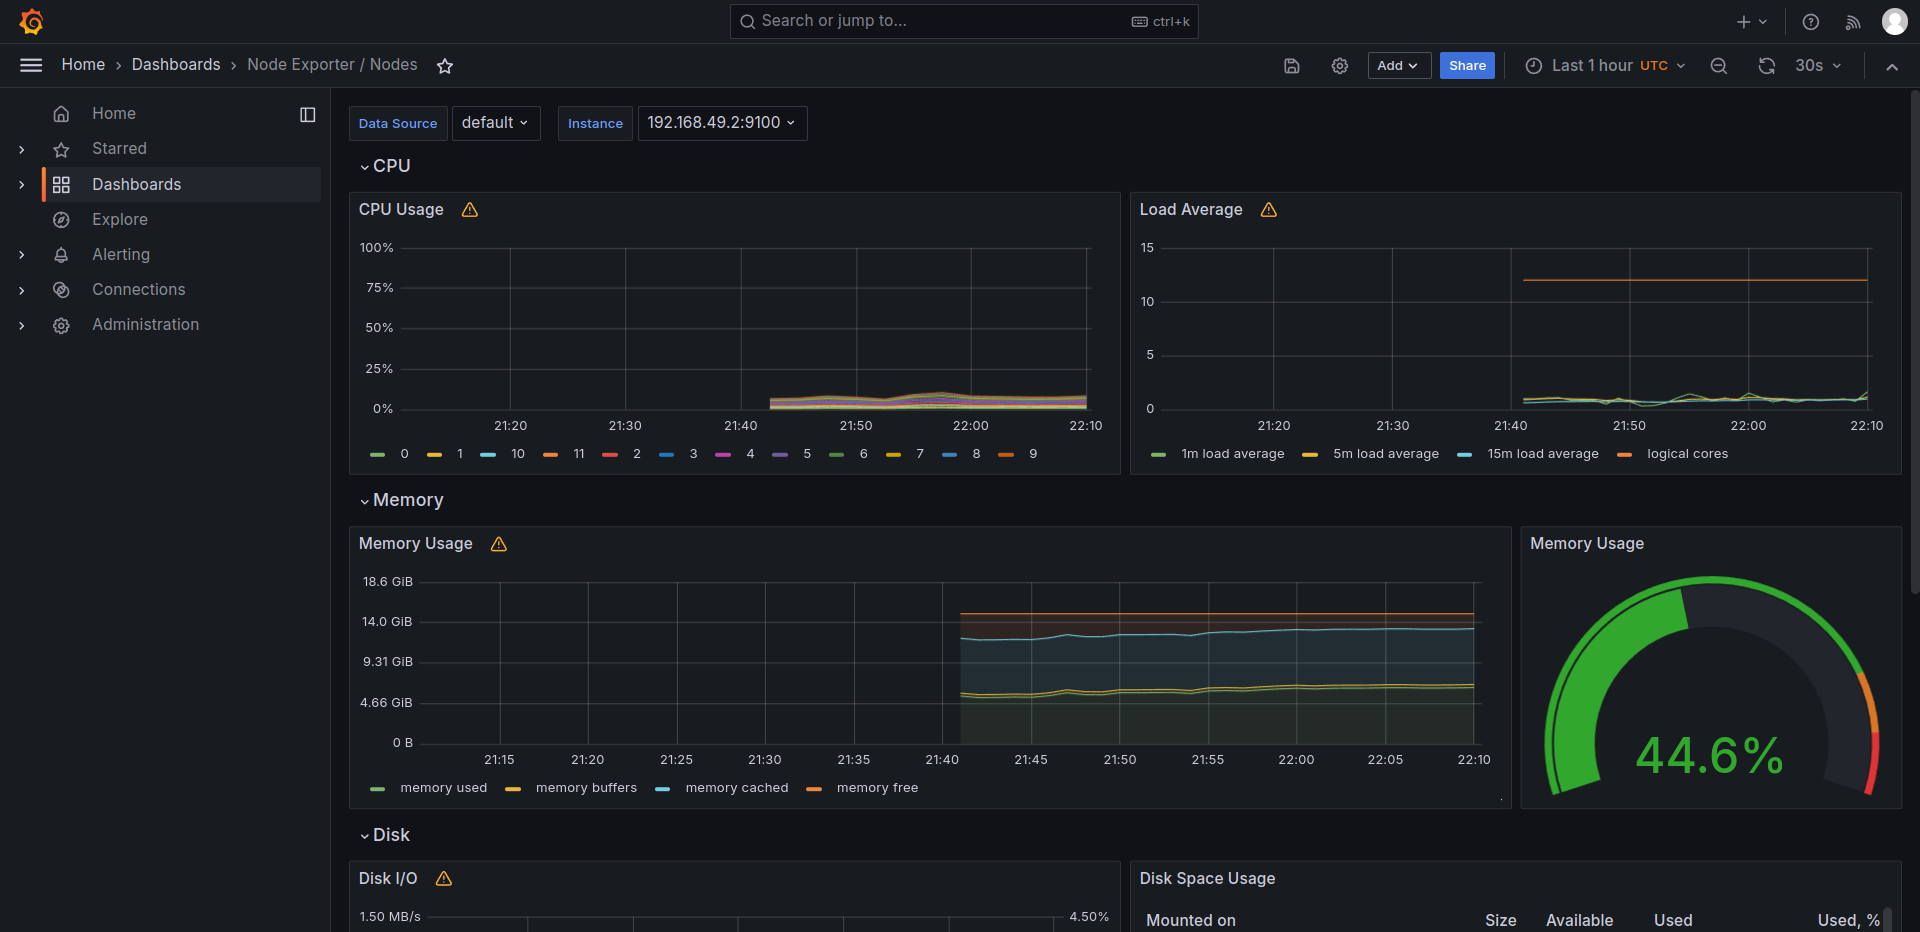 Search or jump to... ctrl+k
Home Dashboards Node Exporter / Nodes Add Share Last 1 hour UTC 30s
Home
Starred
Dashboards
Explore
Alerting
Connections
Administration
Data Source default Instance 192.168.49.2:9100
CPU
CPU Usage
100%
75%
50%
25%
0%
21:20 21:30 21:40 21:50 22:00 22:10
0 1 10 11 2 3 4 5 6 7 8 9
Load Average
15
10
5
0
21:20 21:30 21:40 21:50 22:00 22:10
1m load average 5m load average 15m load average logical cores
Memory
Memory Usage
18.6 GiB
14.0 GiB
9.31 GiB
4.66 GiB
0 B
21:15 21:20 21:25 21:30 21:35 21:40 21:45 21:50 21:55 22:00 22:05 22:10
memory used memory buffers memory cached memory free
Memory Usage
44.6%
Disk
Disk I/O
1.50 MB/s 4.50%
Disk Space Usage
Mounted on Size Available Used Used, %